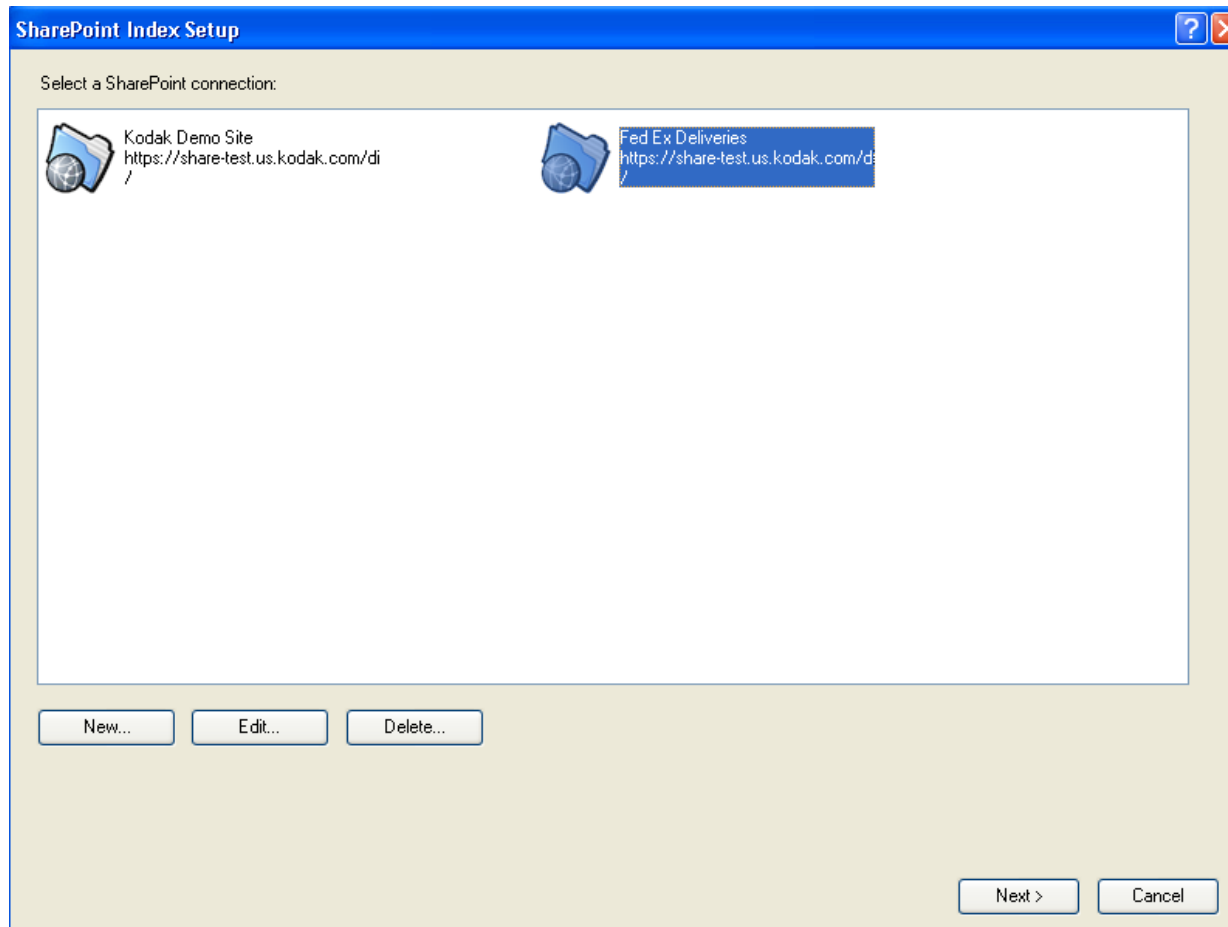 SharePoint Index Setup
Select a SharePoint connection:
Kodak Demo Site
https://share-test.us.kodak.com/di
/
Fed Ex Deliveries
https://share-test.us.kodak.com/di
/
New...
Edit...
Delete...
Next >
Cancel